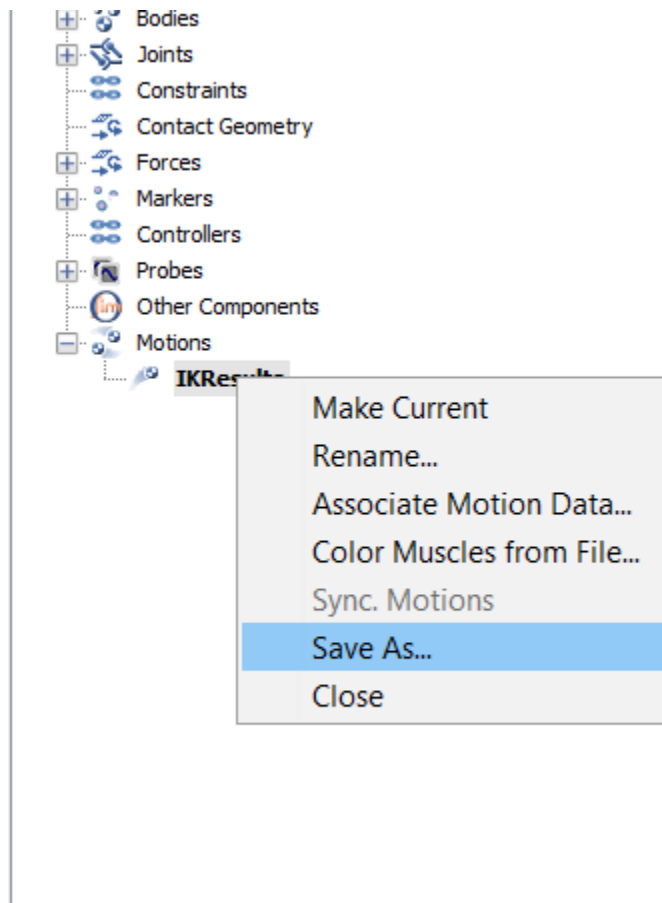 Bodies
Joints
Constraints
Contact Geometry
Forces
Markers
Controllers
Probes
Other Components
Motions
IKResults
Make Current
Rename...
Associate Motion Data...
Color Muscles from File...
Sync. Motions
Save As...
Close